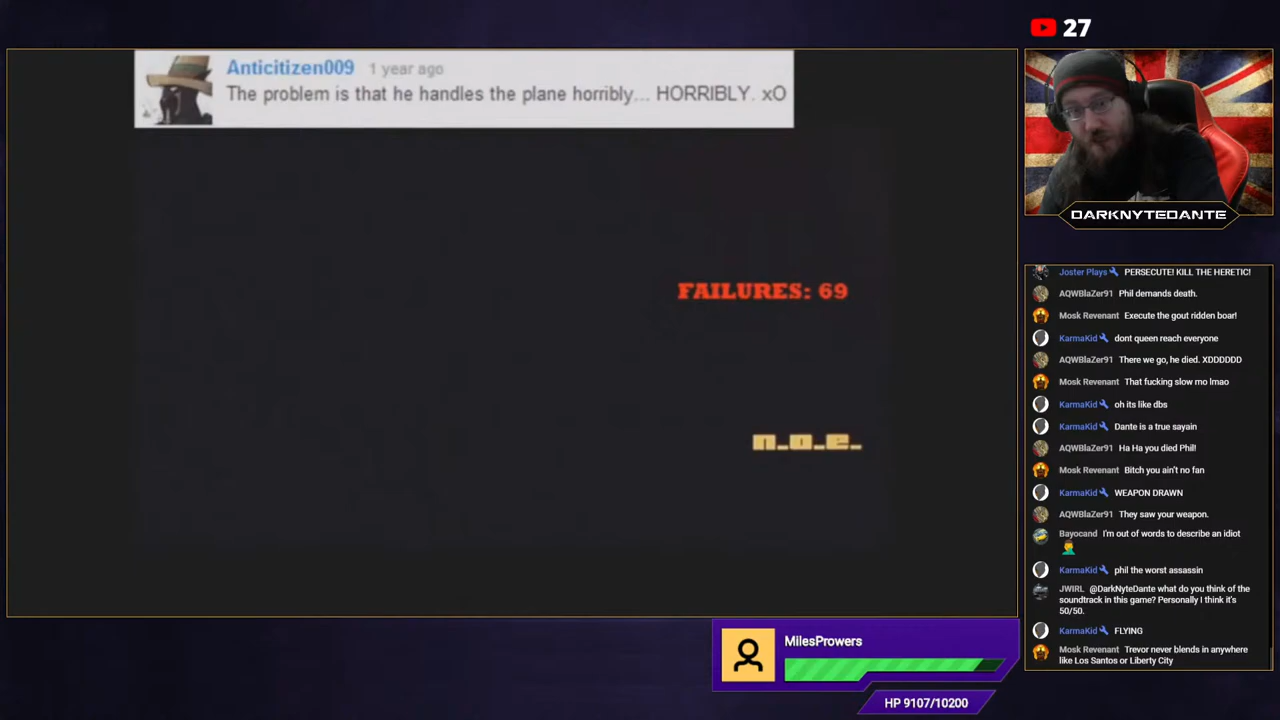 27
Anticitizen009 1 year ago
The problem is that he handles the plane horribly... HORRIBLY. xO
FAILURES: 69
n.o.e.
DARKNYTEDANTE
Joster Plays PERSECUTE! KILL THE HERETIC!
AQWBlaZer91 Phil demands death.
Mosk Revenant Execute the gout ridden boar!
KarmaKid dont queen reach everyone
AQWBlaZer91 There we go, he died. XDDDDDD
Mosk Revenant That fucking slow mo lmao
KarmaKid oh its like dbs
KarmaKid Dante is a true sayain
AQWBlaZer91 Ha Ha you died Phil!
Mosk Revenant Bitch you ain't no fan
KarmaKid WEAPON DRAWN
AQWBlaZer91 They saw your weapon.
Bayocand I'm out of words to describe an idiot
KarmaKid phil the worst assassin
JWIRL @DarkNyteDante what do you think of the
soundtrack in this game? Personally I think it's
50/50.
KarmaKid FLYING
Mosk Revenant Trevor never blends in anywhere
like Los Santos or Liberty City
MilesProwers
HP 9107/10200